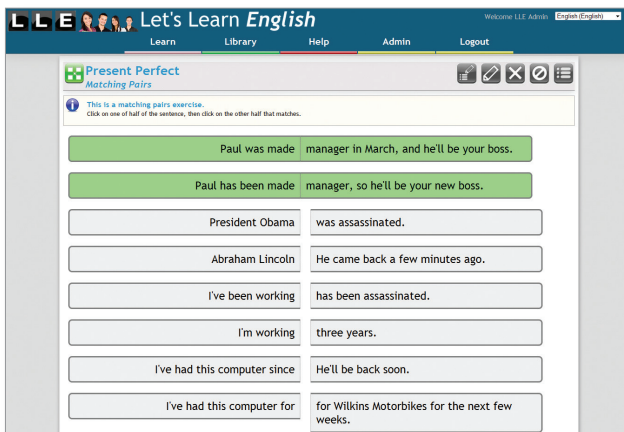 LLE Let's Learn English
Welcome LLE Admin English (English)
Learn Library Help Admin Logout
Present Perfect
Matching Pairs
This is a matching pairs exercise.
Click on one of half of the sentence, then click on the other half that matches.
Paul was made manager in March, and he'll be your boss.
Paul has been made manager, so he'll be your new boss.
President Obama was assassinated.
Abraham Lincoln He came back a few minutes ago.
I've been working has been assassinated.
I'm working three years.
I've had this computer since He'll be back soon.
I've had this computer for for Wilkins Motorbikes for the next few
weeks.